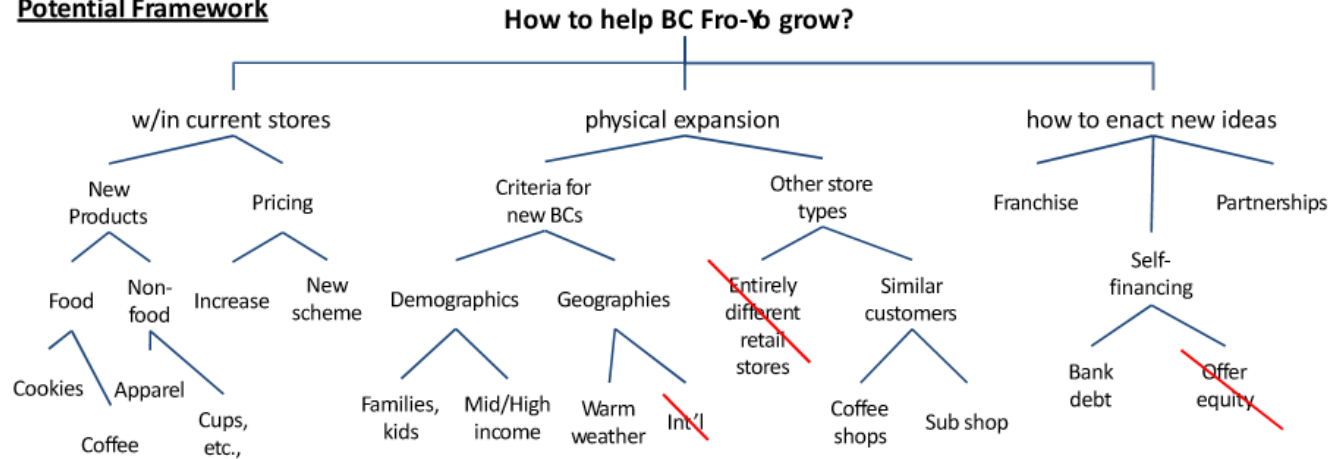 Potential Framework
How to help BC Fro-Yo grow?
w/in current stores
physical expansion
how to enact new ideas
New
Products
Pricing
Criteria for
new BCs
Other store
types
Franchise
Partnerships
Food
Non-
food
Increase
New
scheme
Demographics
Geographies
Entirely
different
retail
stores
Similar
customers
Self-
financing
Cookies
Apparel
Coffee
Cups,
etc.,
Families,
kids
Mid/High
income
Warm
weather
Int'l
Coffee
shops
Sub shop
Bank
debt
Offer
equity